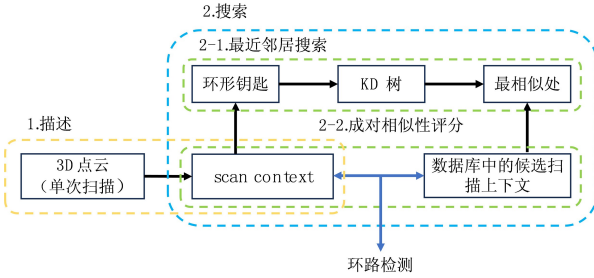 2.搜索
2-1.最近邻居搜索
环形钥匙
KD 树
最相似处
1.描述
2-2.成对相似性评分
3D 点云
（单次扫描）
scan context
数据库中的候选扫
描上下文
环路检测